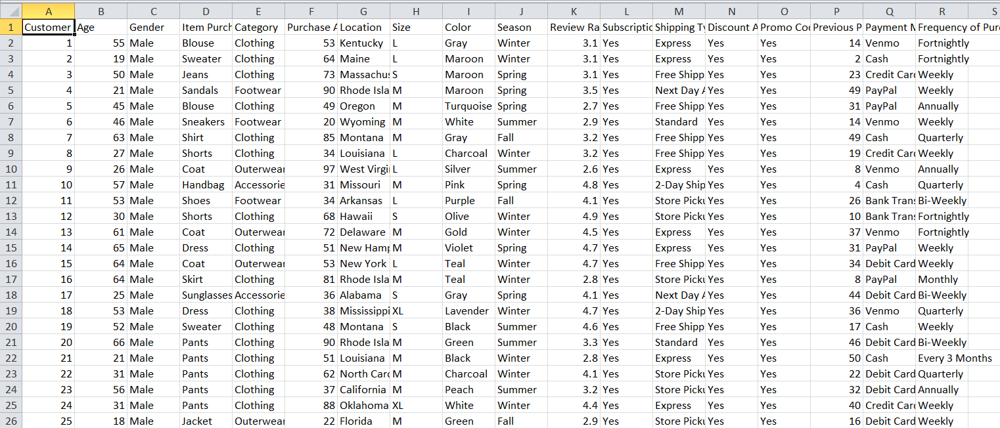 A B C D E F G H I J K L M N O P Q R S
1 Customer Age Gender Item Purch Category Purchase A Location Size Color Season Review Ra Subscriptio Shipping Ty Discount A Promo Coc Previous P Payment M Frequency of Pur
2 1 55 Male Blouse Clothing 53 Kentucky L Gray Winter 3.1 Yes Express Yes Yes 14 Venmo Fortnightly
3 2 19 Male Sweater Clothing 64 Maine L Maroon Winter 3.1 Yes Express Yes Yes 2 Cash Fortnightly
4 3 50 Male Jeans Clothing 73 Massachus S Maroon Spring 3.1 Yes Free Shipp Yes Yes 23 Credit Car Weekly
5 4 21 Male Sandals Footwear 90 Rhode Isla M Maroon Spring 3.5 Yes Next Day A Yes Yes 49 PayPal Weekly
6 5 45 Male Blouse Clothing 49 Oregon M Turquoise Spring 2.7 Yes Free Shipp Yes Yes 31 PayPal Annually
7 6 46 Male Sneakers Footwear 20 Wyoming M White Summer 2.9 Yes Standard Yes Yes 14 Venmo Weekly
8 7 63 Male Shirt Clothing 85 Montana M Gray Fall 3.2 Yes Free Shipp Yes Yes 49 Cash Quarterly
9 8 27 Male Shorts Clothing 34 Louisiana L Charcoal Winter 3.2 Yes Free Shipp Yes Yes 19 Credit Car Weekly
10 9 26 Male Coat Outerwear 97 West Virgi L Silver Summer 2.6 Yes Express Yes Yes 8 Venmo Annually
11 10 57 Male Handbag Accessorie 31 Missouri M Pink Spring 4.8 Yes 2-Day Ship Yes Yes 4 Cash Quarterly
12 11 53 Male Shoes Footwear 34 Arkansas L Purple Fall 4.1 Yes Store Picku Yes Yes 26 Bank Trans Bi-Weekly
13 12 30 Male Shorts Clothing 68 Hawaii S Olive Winter 4.9 Yes Store Picku Yes Yes 10 Bank Trans Fortnightly
14 13 61 Male Coat Outerwear 72 Delaware M Gold Winter 4.5 Yes Express Yes Yes 37 Venmo Fortnightly
15 14 65 Male Dress Clothing 51 New Hamp M Violet Spring 4.7 Yes Express Yes Yes 31 PayPal Weekly
16 15 64 Male Coat Outerwear 53 New York L Teal Winter 4.7 Yes Free Shipp Yes Yes 34 Debit Card Weekly
17 16 64 Male Skirt Clothing 81 Rhode Isla M Teal Winter 2.8 Yes Store Picku Yes Yes 8 PayPal Monthly
18 17 25 Male Sunglasses Accessorie 36 Alabama S Gray Spring 4.1 Yes Next Day A Yes Yes 44 Debit Card Bi-Weekly
19 18 53 Male Dress Clothing 38 Mississippi XL Lavender Winter 4.7 Yes 2-Day Ship Yes Yes 36 Venmo Quarterly
20 19 52 Male Sweater Clothing 48 Montana S Black Summer 4.6 Yes Free Shipp Yes Yes 17 Cash Weekly
21 20 66 Male Pants Clothing 90 Rhode Isla M Green Summer 3.3 Yes Standard Yes Yes 46 Debit Card Bi-Weekly
22 21 21 Male Pants Clothing 51 Louisiana M Black Winter 2.8 Yes Express Yes Yes 50 Cash Every 3 Months
23 22 31 Male Pants Clothing 62 North Carc M Charcoal Winter 4.1 Yes Store Picku Yes Yes 22 Debit Card Quarterly
24 23 56 Male Pants Clothing 37 California M Peach Summer 3.2 Yes Store Picku Yes Yes 32 Debit Card Annually
25 24 31 Male Pants Clothing 88 Oklahoma XL White Winter 4.4 Yes Express Yes Yes 40 Credit Car Weekly
26 25 18 Male Jacket Outerwear 22 Florida M Green Fall 2.9 Yes Store Picku Yes Yes 16 Debit Card Weekly